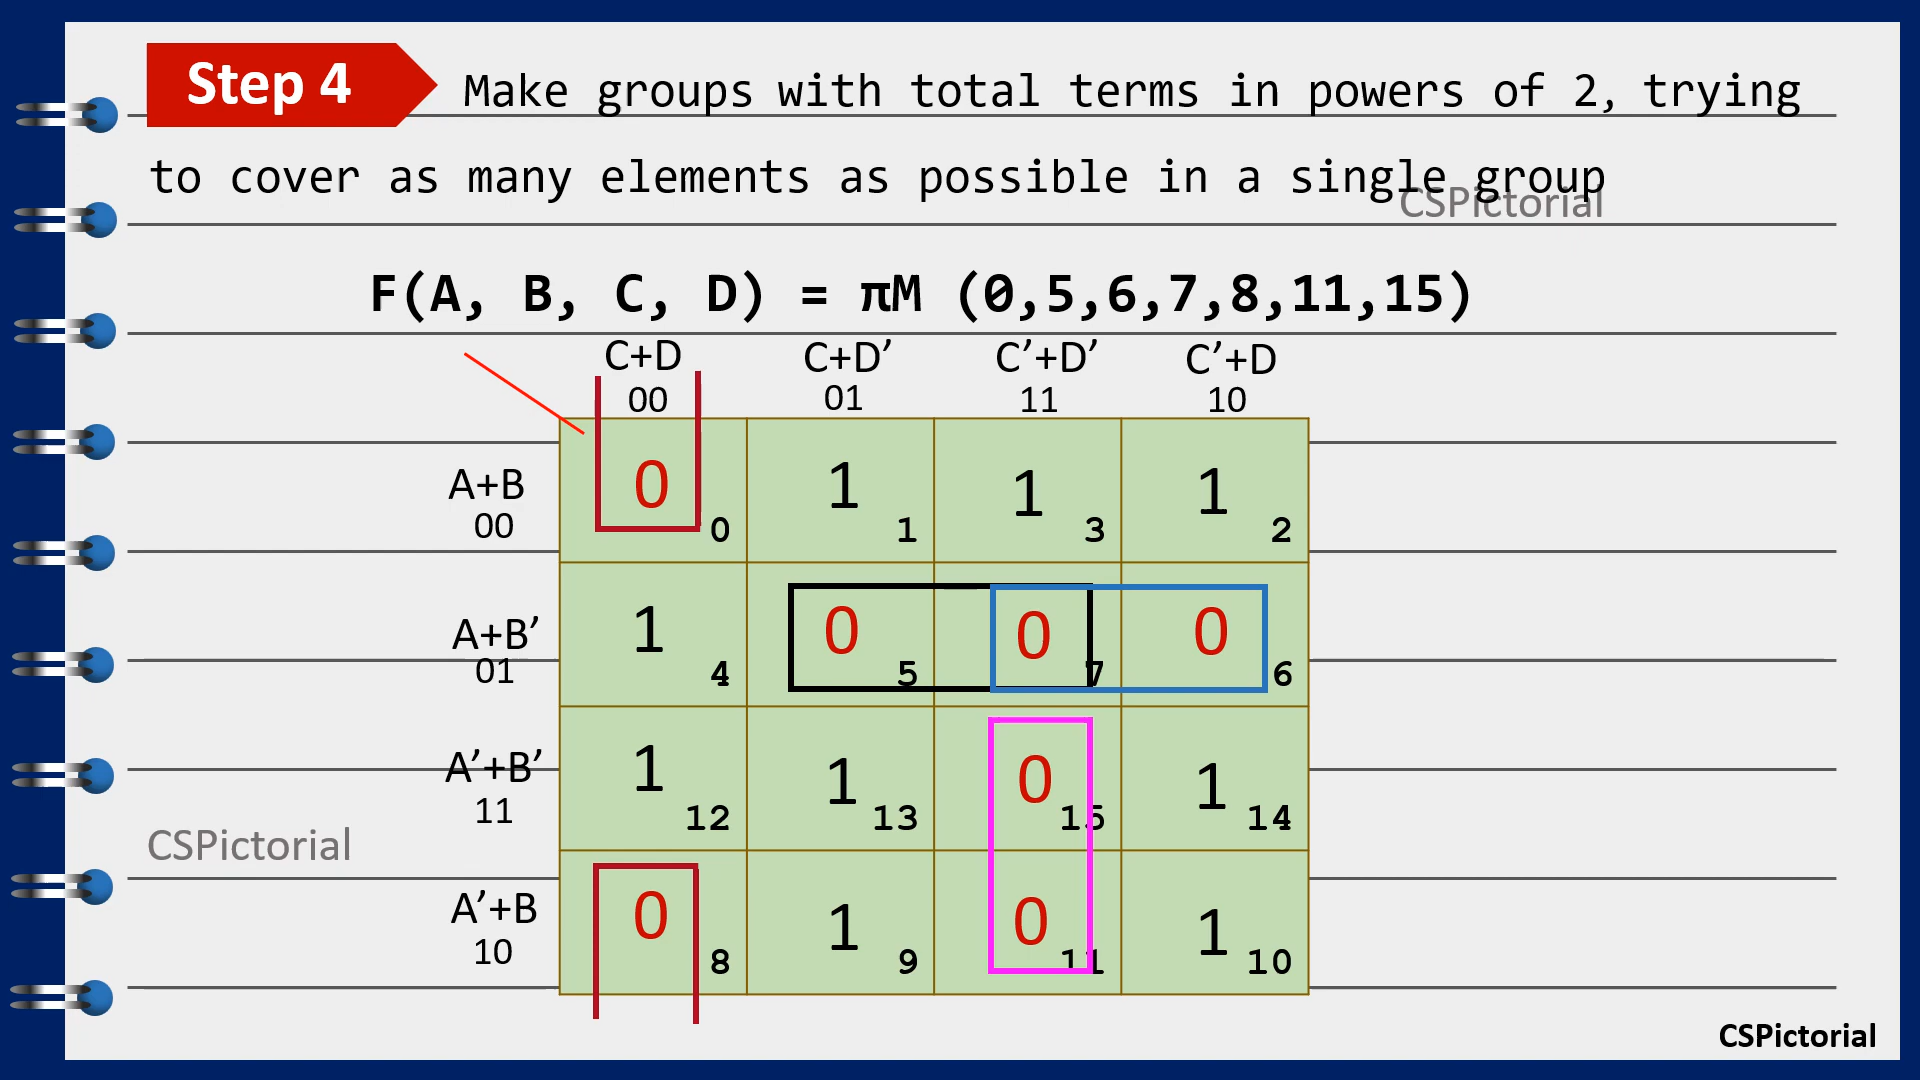 Step 4 Make groups with total terms in powers of 2, trying
to cover as many elements as possible in a single group
CSPictorial
F(A, B, C, D) = πM (0,5,6,7,8,11,15)
C+D C+D’ C’+D’ C’+D
00 01 11 10
A+B 0 1 1 1
00 0 1 3 2
A+B’ 1 0 0 0
01 4 5 7 6
A’+B’ 1 1 0 1
11 12 13 15 14
CSPictorial
A’+B 0 1 0 1
10 8 9 11 10
CSPictorial